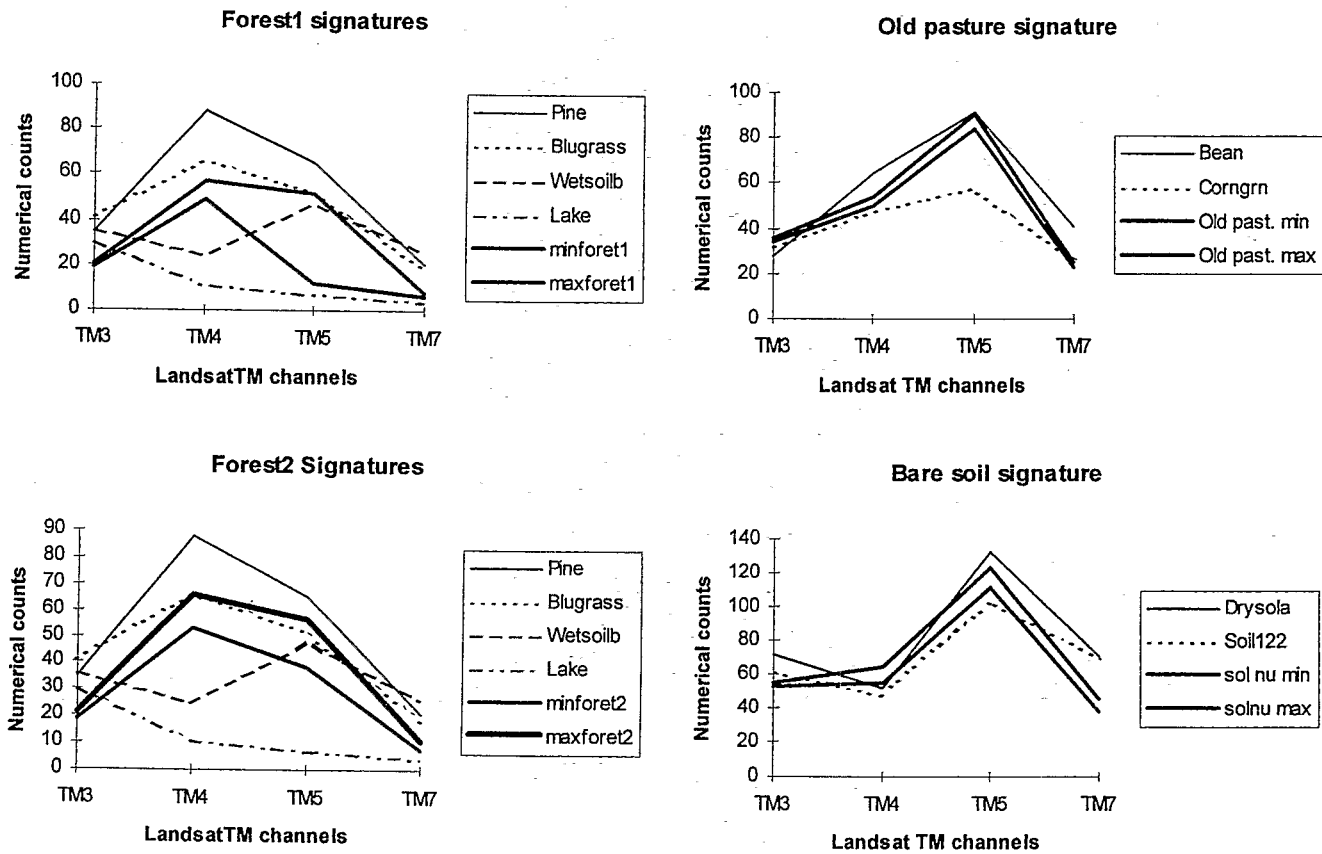 Forest1 signatures
Numerical counts
100
80
60
40
20
0
TM3 TM4 TM5 TM7
LandsatTM channels
Pine
Blugrass
Wetsoilb
Lake
minforet1
maxforet1
Old pasture signature
Numerical counts
100
80
60
40
20
0
TM3 TM4 TM5 TM7
Landsat TM channels
Bean
Corngrn
Old past. min
Old past. max
Forest2 Signatures
Numerical counts
90
80
70
60
50
40
30
20
10
0
TM3 TM4 TM5 TM7
LandsatTM channels
Pine
Blugrass
Wetsoilb
Lake
minforet2
maxforet2
Bare soil signature
Numerical counts
140
120
100
80
60
40
20
0
TM3 TM4 TM5 TM7
Landsat TM channels
Drysola
Soil122
sol nu min
solnu max